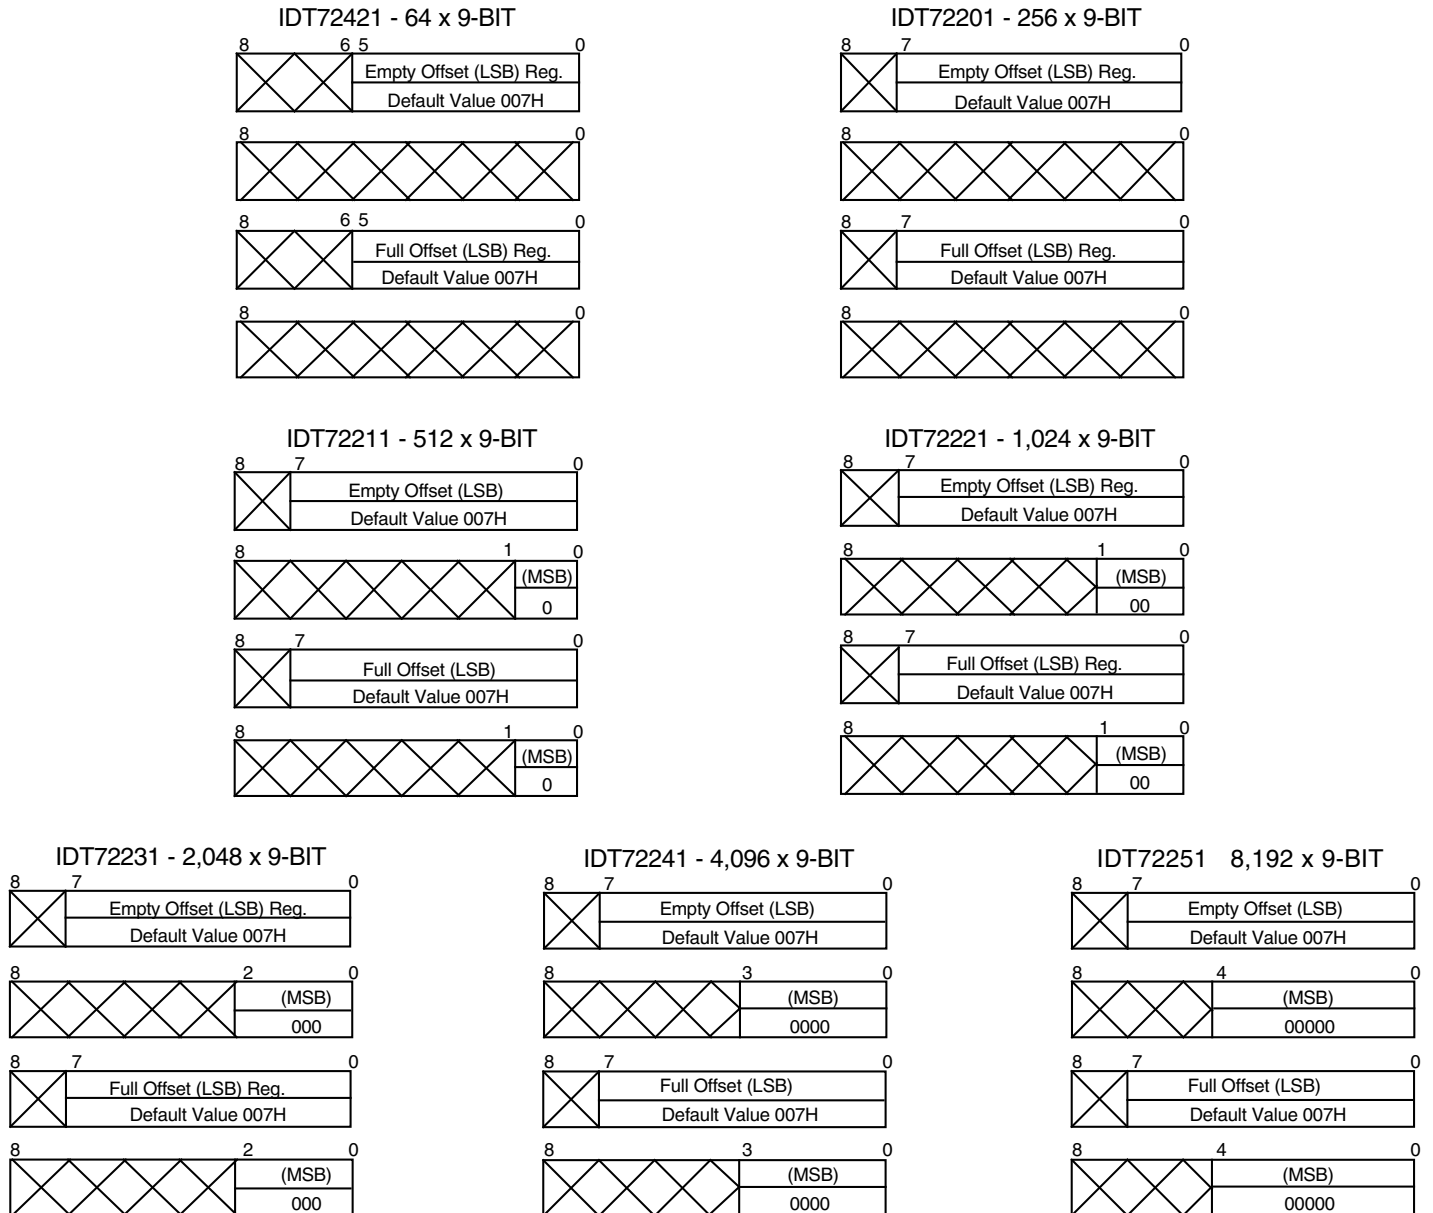 IDT72421 - 64 x 9-BIT
8 6 5 0
Empty Offset (LSB) Reg.
Default Value 007H
8 0
8 6 5 0
Full Offset (LSB) Reg.
Default Value 007H
8 0
IDT72201 - 256 x 9-BIT
8 7 0
Empty Offset (LSB) Reg.
Default Value 007H
8 0
8 7 0
Full Offset (LSB) Reg.
Default Value 007H
8 0
IDT72211 - 512 x 9-BIT
8 7 0
Empty Offset (LSB)
Default Value 007H
8 1 0
(MSB)
0
8 7 0
Full Offset (LSB)
Default Value 007H
8 1 0
(MSB)
0
IDT72221 - 1,024 x 9-BIT
8 7 0
Empty Offset (LSB) Reg.
Default Value 007H
8 1 0
(MSB)
00
8 7 0
Full Offset (LSB) Reg.
Default Value 007H
8 1 0
(MSB)
00
IDT72231 - 2,048 x 9-BIT
8 7 0
Empty Offset (LSB) Reg.
Default Value 007H
8 2 0
(MSB)
000
8 7 0
Full Offset (LSB) Reg.
Default Value 007H
8 2 0
(MSB)
000
IDT72241 - 4,096 x 9-BIT
8 7 0
Empty Offset (LSB)
Default Value 007H
8 3 0
(MSB)
0000
8 7 0
Full Offset (LSB)
Default Value 007H
8 3 0
(MSB)
0000
IDT72251 8,192 x 9-BIT
8 7 0
Empty Offset (LSB)
Default Value 007H
8 4 0
(MSB)
00000
8 7 0
Full Offset (LSB)
Default Value 007H
8 4 0
(MSB)
00000